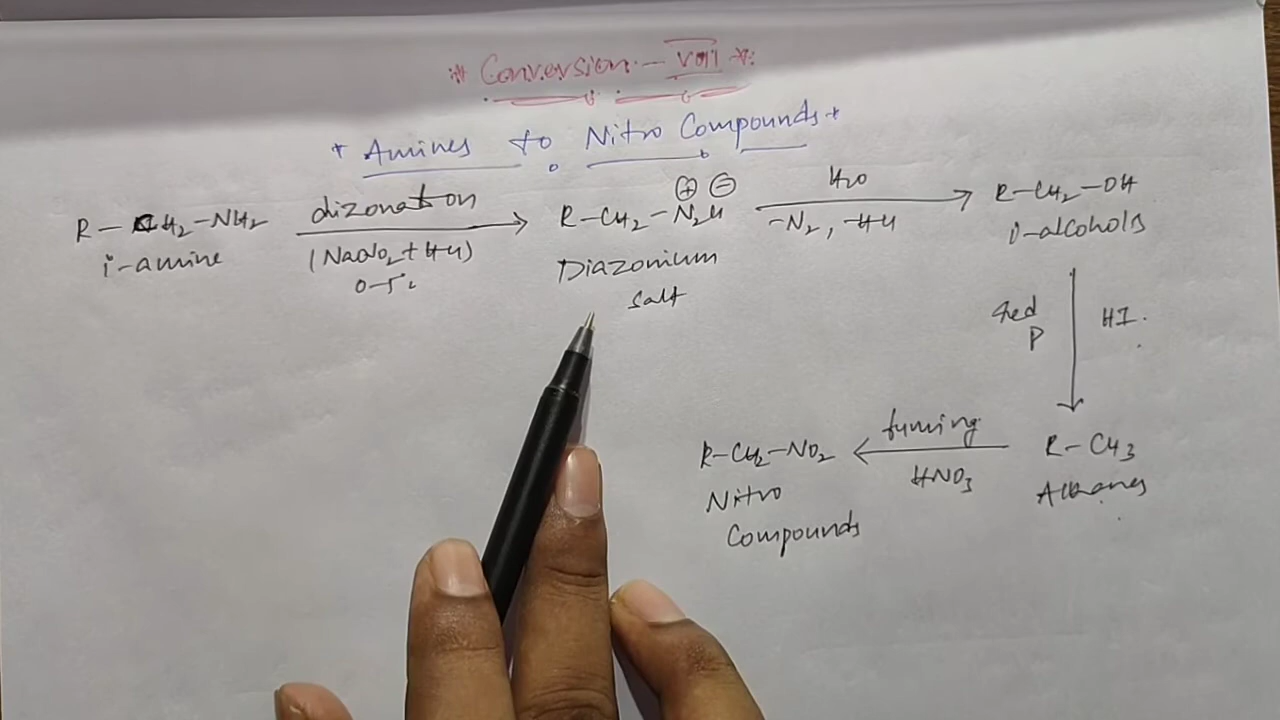 * Conversion - VIII *
* Amines to Nitro Compounds *
R-CH2-NH2
1-amine
dizonation
(NaNO2+HCl)
0-5°C
R-CH2-N2Cl
⊕ ⊖
Diazonium
Salt
H2O
-N2, -HCl
R-CH2-OH
1-alcohols
red
P
HI.
R-CH3
Alkanes
fuming
HNO3
R-CH2-NO2
Nitro
Compounds